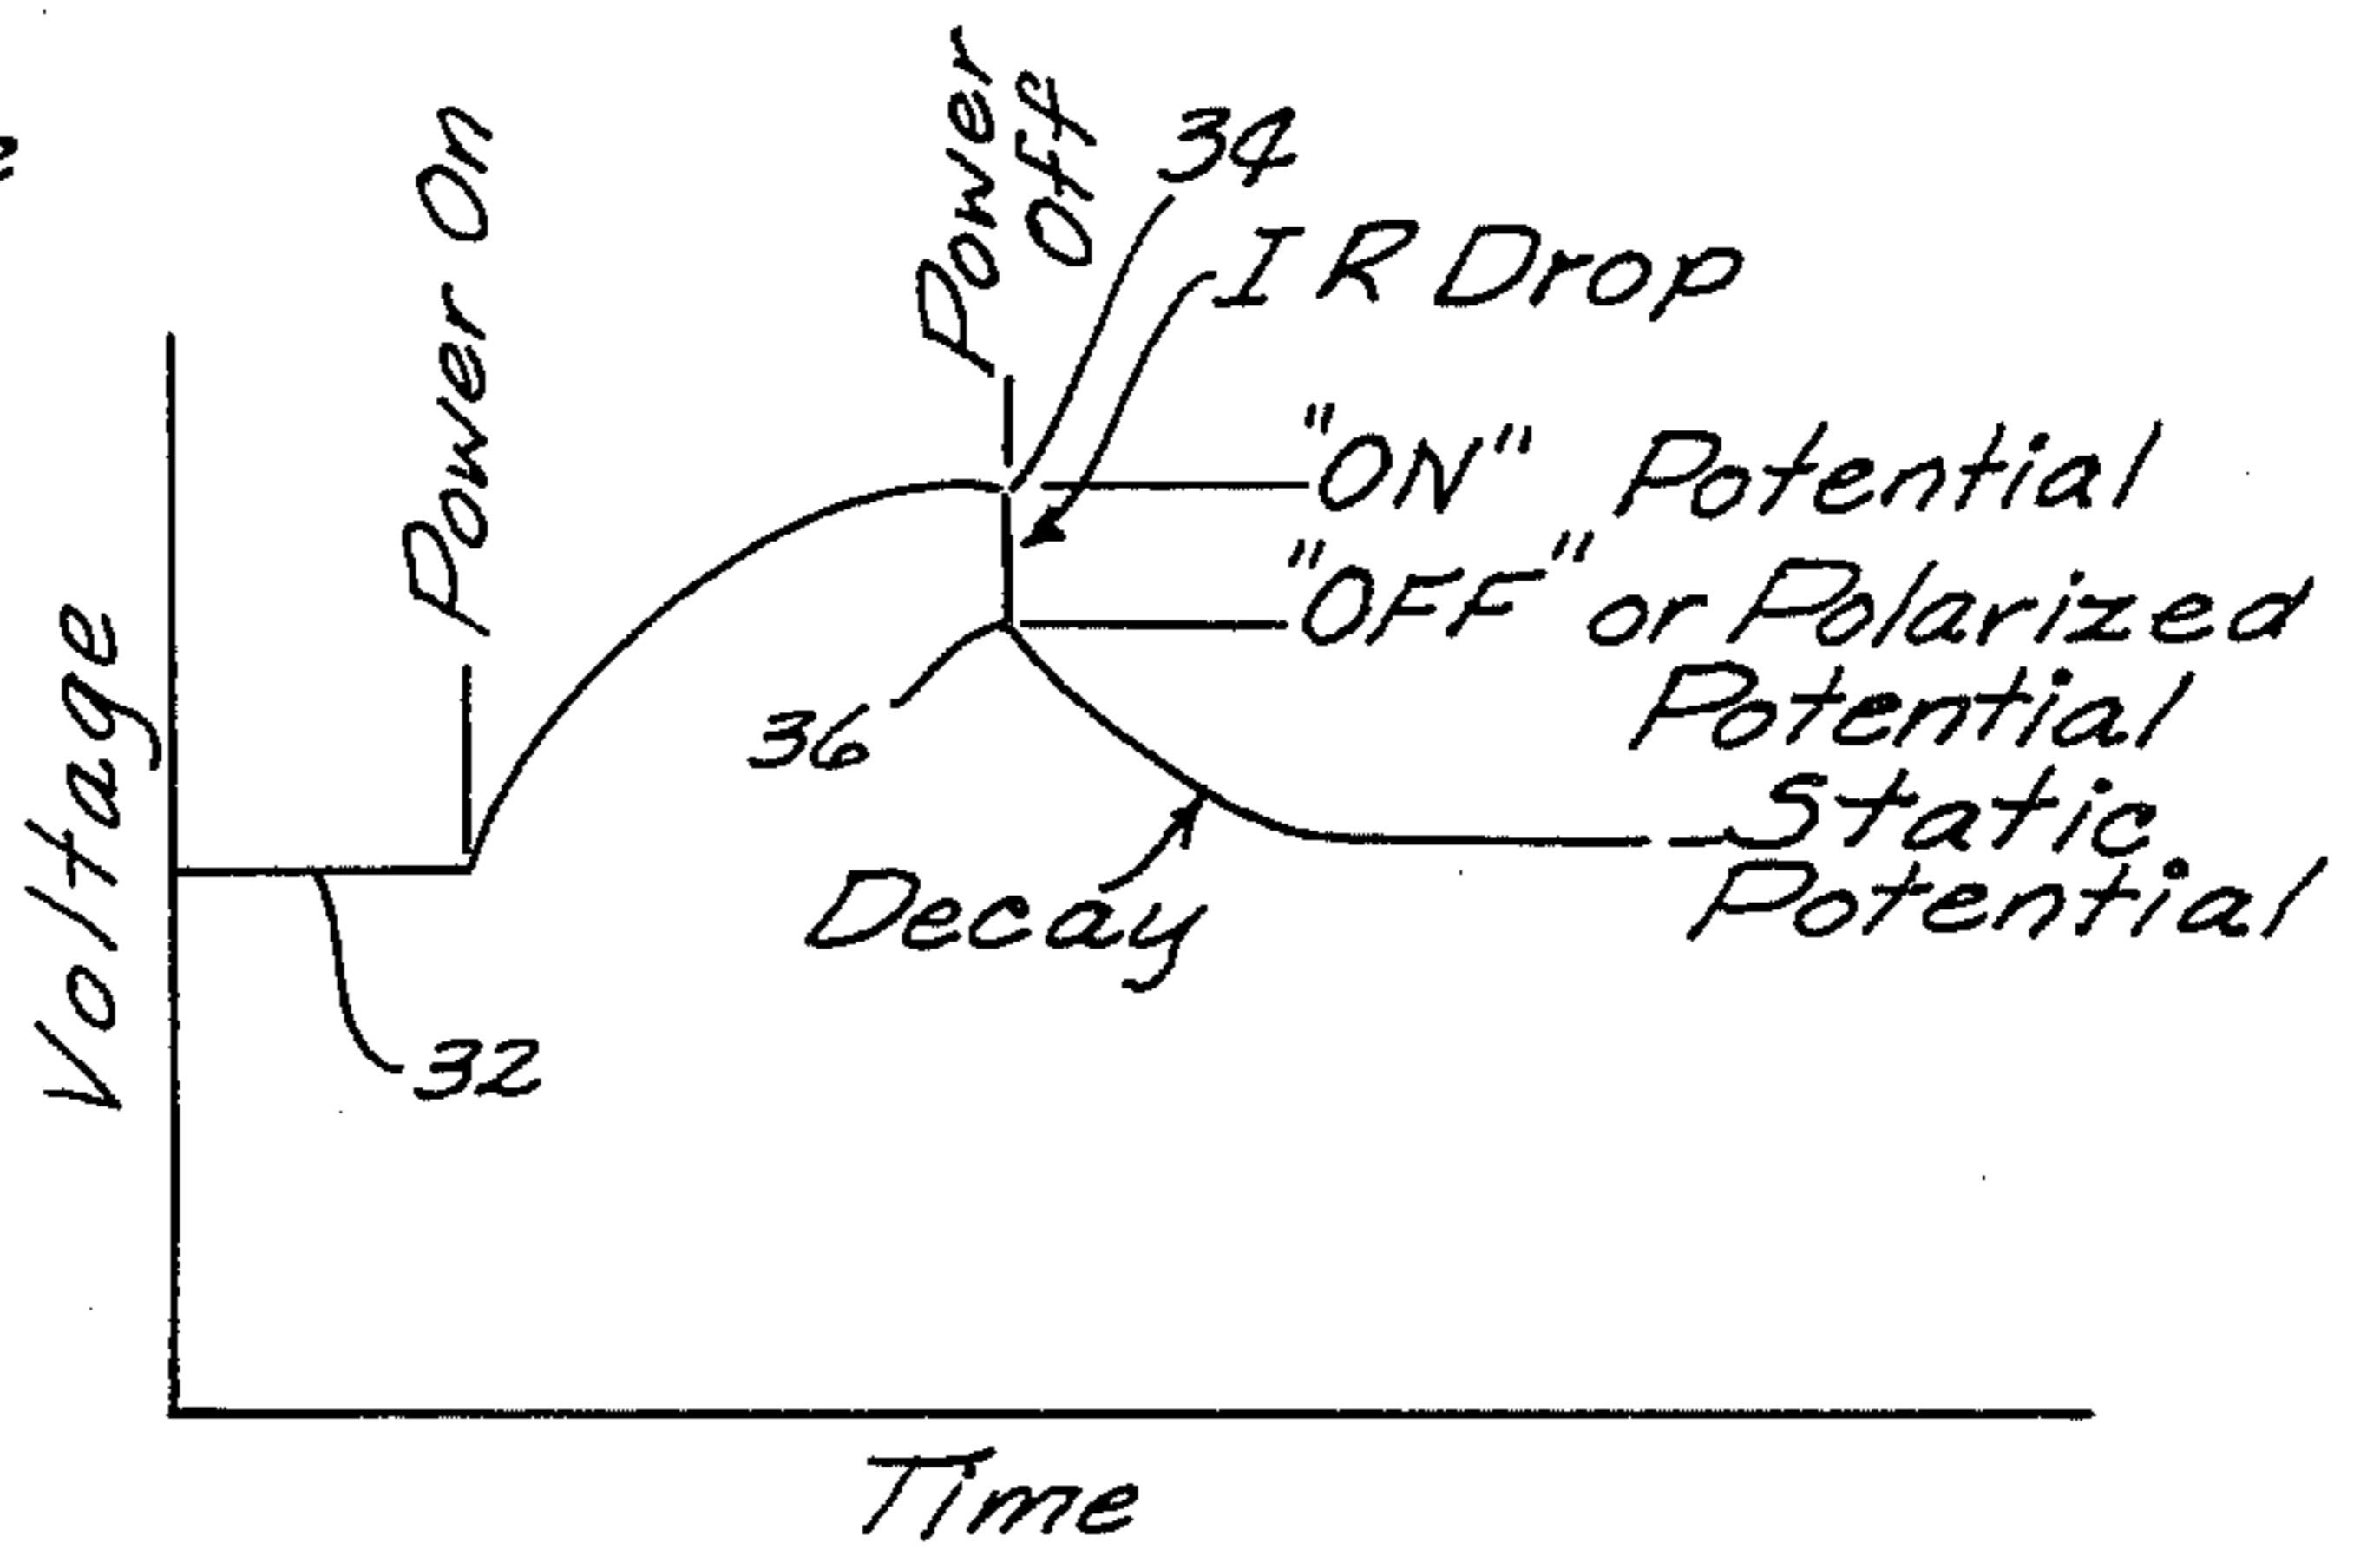 Power On
Power
Off
34
I R Drop
"ON" Potential
"OFF" or Polarized
Potential
36
Static
Potential
Decay
32
Voltage
Time